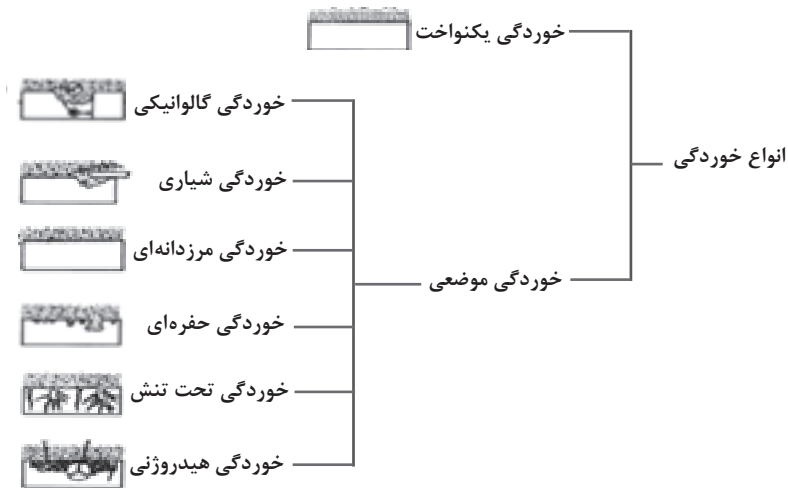 انواع خوردگی
خوردگی یکنواخت
خوردگی موضعی
خوردگی گالوانیکی
خوردگی شیاری
خوردگی مرزدانه‌ای
خوردگی حفره‌ای
خوردگی تحت تنش
خوردگی هیدروژنی